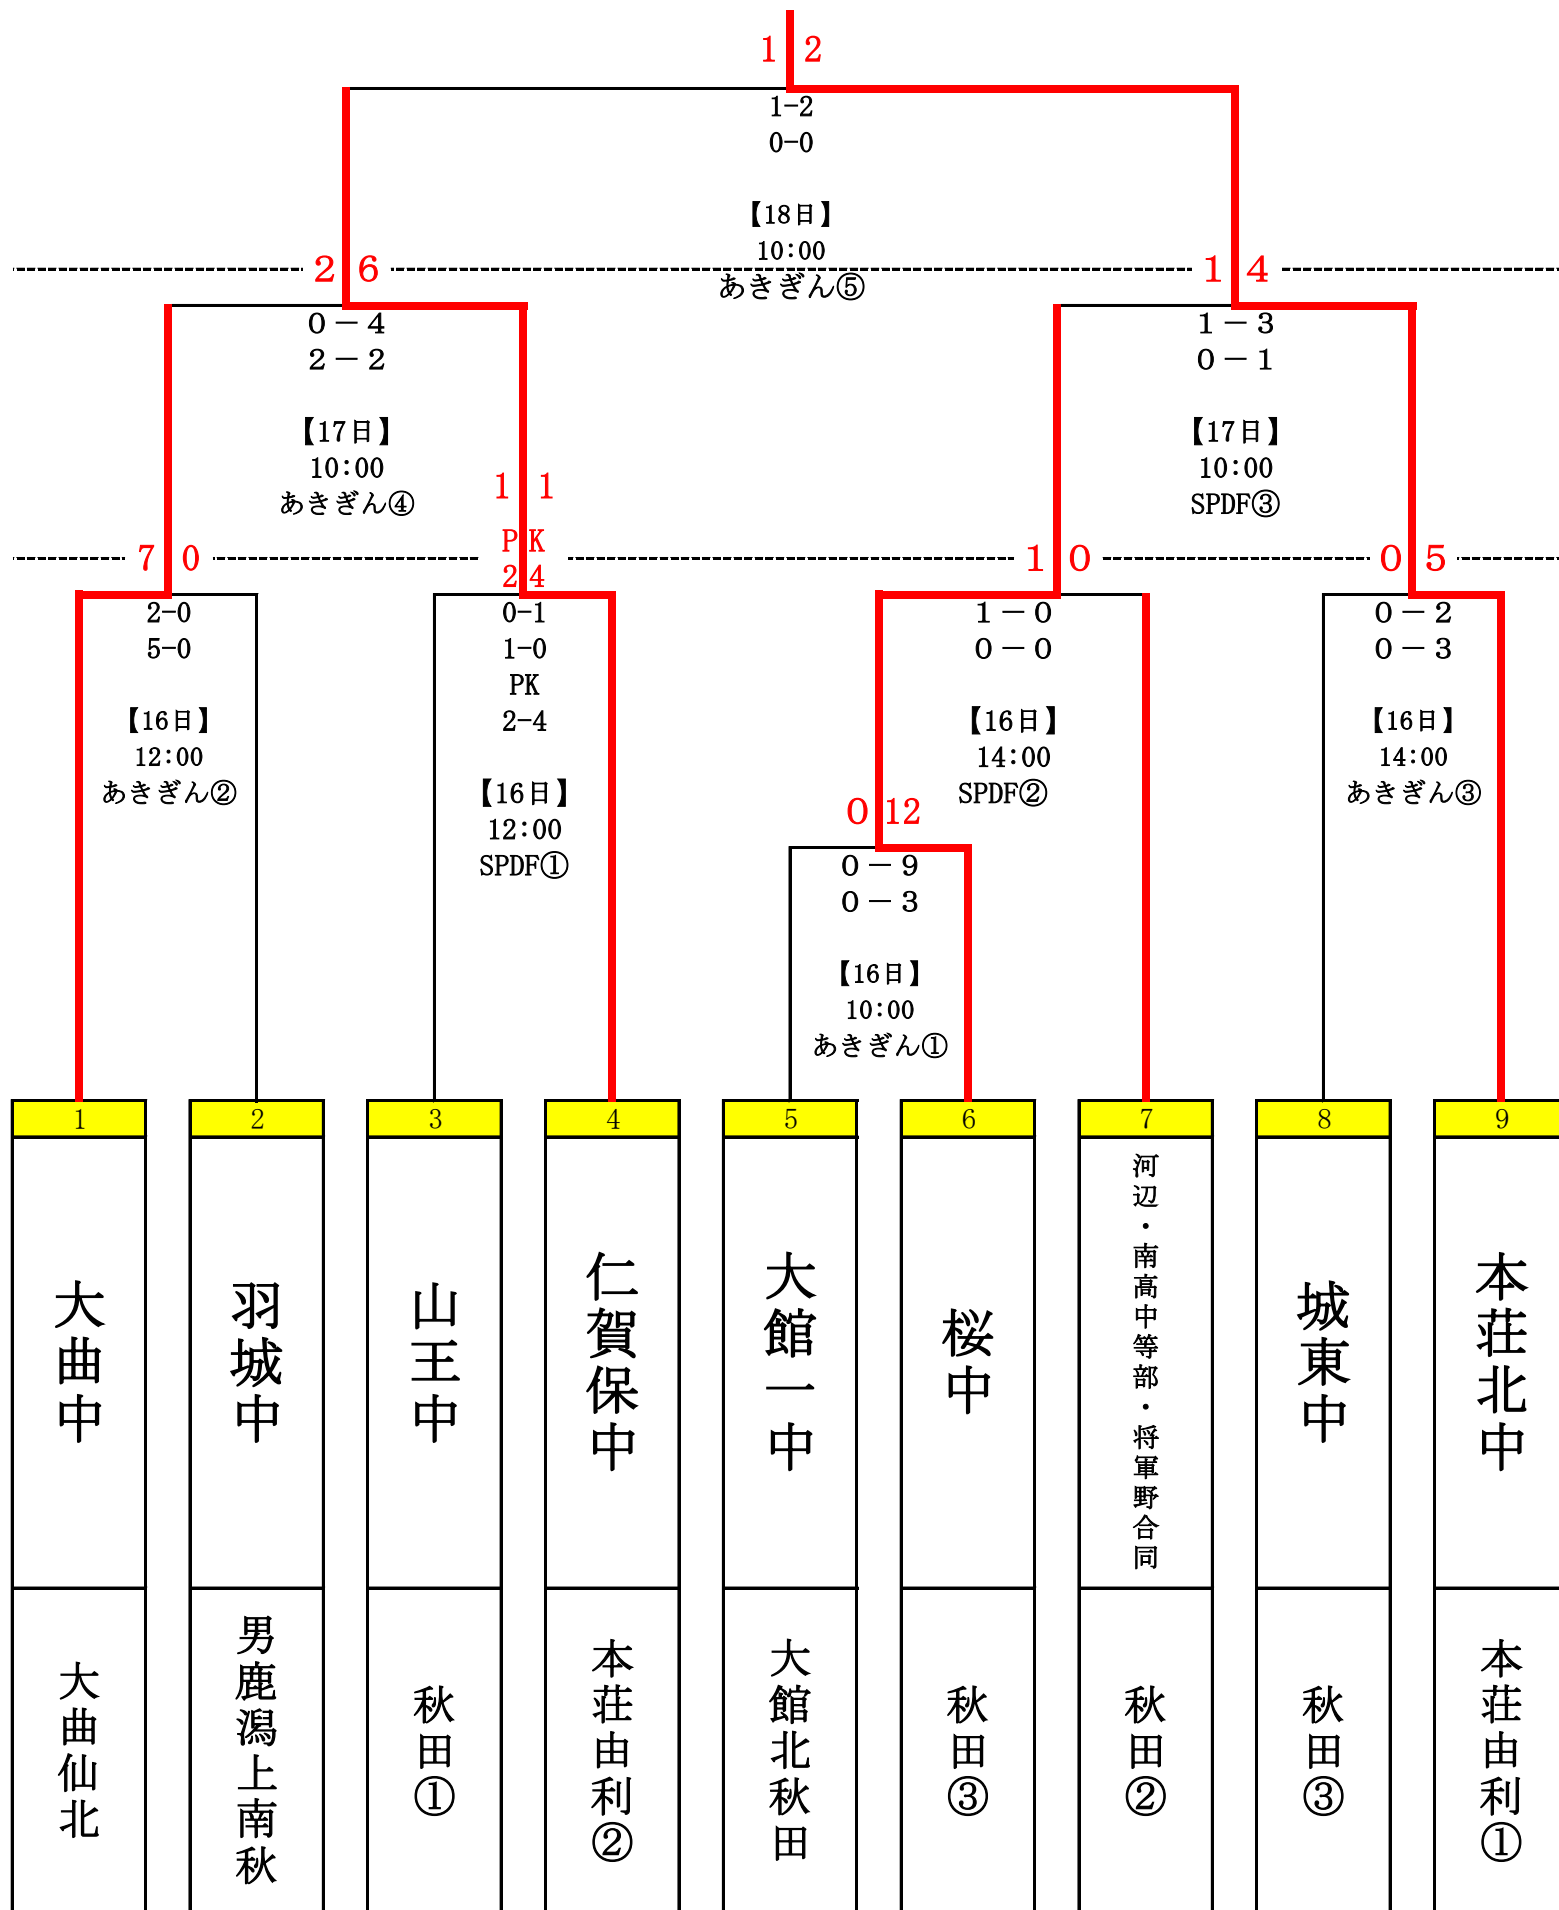 1 2
1-2
0-0
【18日】
10:00
あきぎん⑤
2 6
0－4
2－2
【17日】
10:00
あきぎん④
1 4
1－3
0－1
【17日】
10:00
SPDF③
7 0
2-0
5-0
【16日】
12:00
あきぎん②
1 1
PK
2 4
0-1
1-0
PK
2-4
【16日】
12:00
SPDF①
1 0
1－0
0－0
【16日】
14:00
SPDF②
0 5
0－2
0－3
【16日】
14:00
あきぎん③
0 12
0－9
0－3
【16日】
10:00
あきぎん①
1
大曲中
大曲仙北
2
羽城中
男鹿潟上南秋
3
山王中
秋田①
4
仁賀保中
本荘由利②
5
大館一中
大館北秋田
6
桜中
秋田③
7
河辺・南高中等部・将軍野合同
秋田②
8
城東中
秋田③
9
本荘北中
本荘由利①